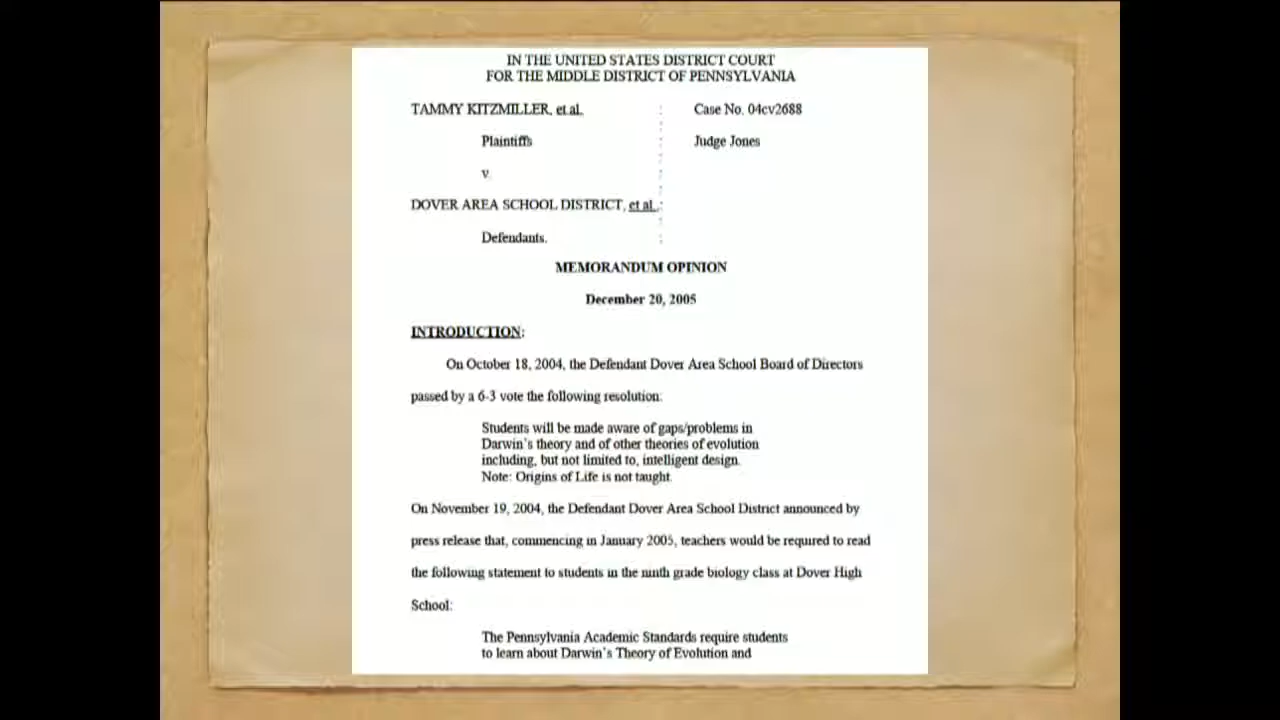 IN THE UNITED STATES DISTRICT COURT
FOR THE MIDDLE DISTRICT OF PENNSYLVANIA
TAMMY KITZMILLER, et al. : Case No. 04cv2688
Plaintiffs : Judge Jones
v.
DOVER AREA SCHOOL DISTRICT, et al.,:
Defendants. :
MEMORANDUM OPINION
December 20, 2005
INTRODUCTION:
On October 18, 2004, the Defendant Dover Area School Board of Directors
passed by a 6-3 vote the following resolution:
Students will be made aware of gaps/problems in
Darwin's theory and of other theories of evolution
including, but not limited to, intelligent design.
Note: Origins of Life is not taught.
On November 19, 2004, the Defendant Dover Area School District announced by
press release that, commencing in January 2005, teachers would be required to read
the following statement to students in the ninth grade biology class at Dover High
School:
The Pennsylvania Academic Standards require students
to learn about Darwin's Theory of Evolution and